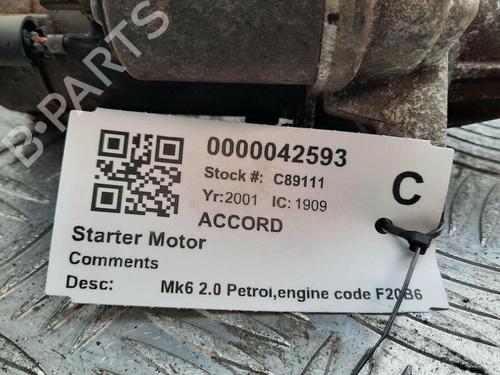 B-PARTS
0000042593
Stock #: C89111
C
Yr:2001 IC:1909
ACCORD
Starter Motor
Comments
Desc: Mk6 2.0 Petrol,engine code F20B6